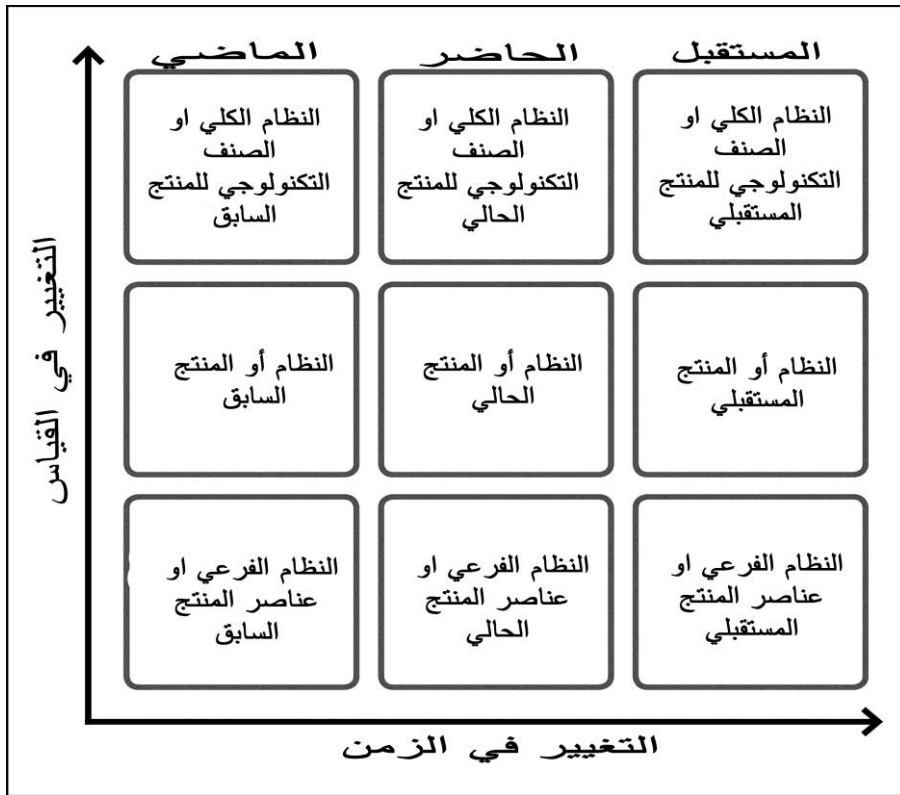 الماضي
الحاضر
المستقبل
النظام الكلي او
الصنف
التكنولوجي للمنتج
السابق
النظام الكلي او
الصنف
التكنولوجي للمنتج
الحالي
النظام الكلي او
الصنف
التكنولوجي للمنتج
المستقبلي
النظام أو المنتج
السابق
النظام أو المنتج
الحالي
النظام أو المنتج
المستقبلي
النظام الفرعي او
عناصر المنتج
السابق
النظام الفرعي او
عناصر المنتج
الحالي
النظام الفرعي او
عناصر المنتج
المستقبلي
التغيير في القياس
التغيير في الزمن